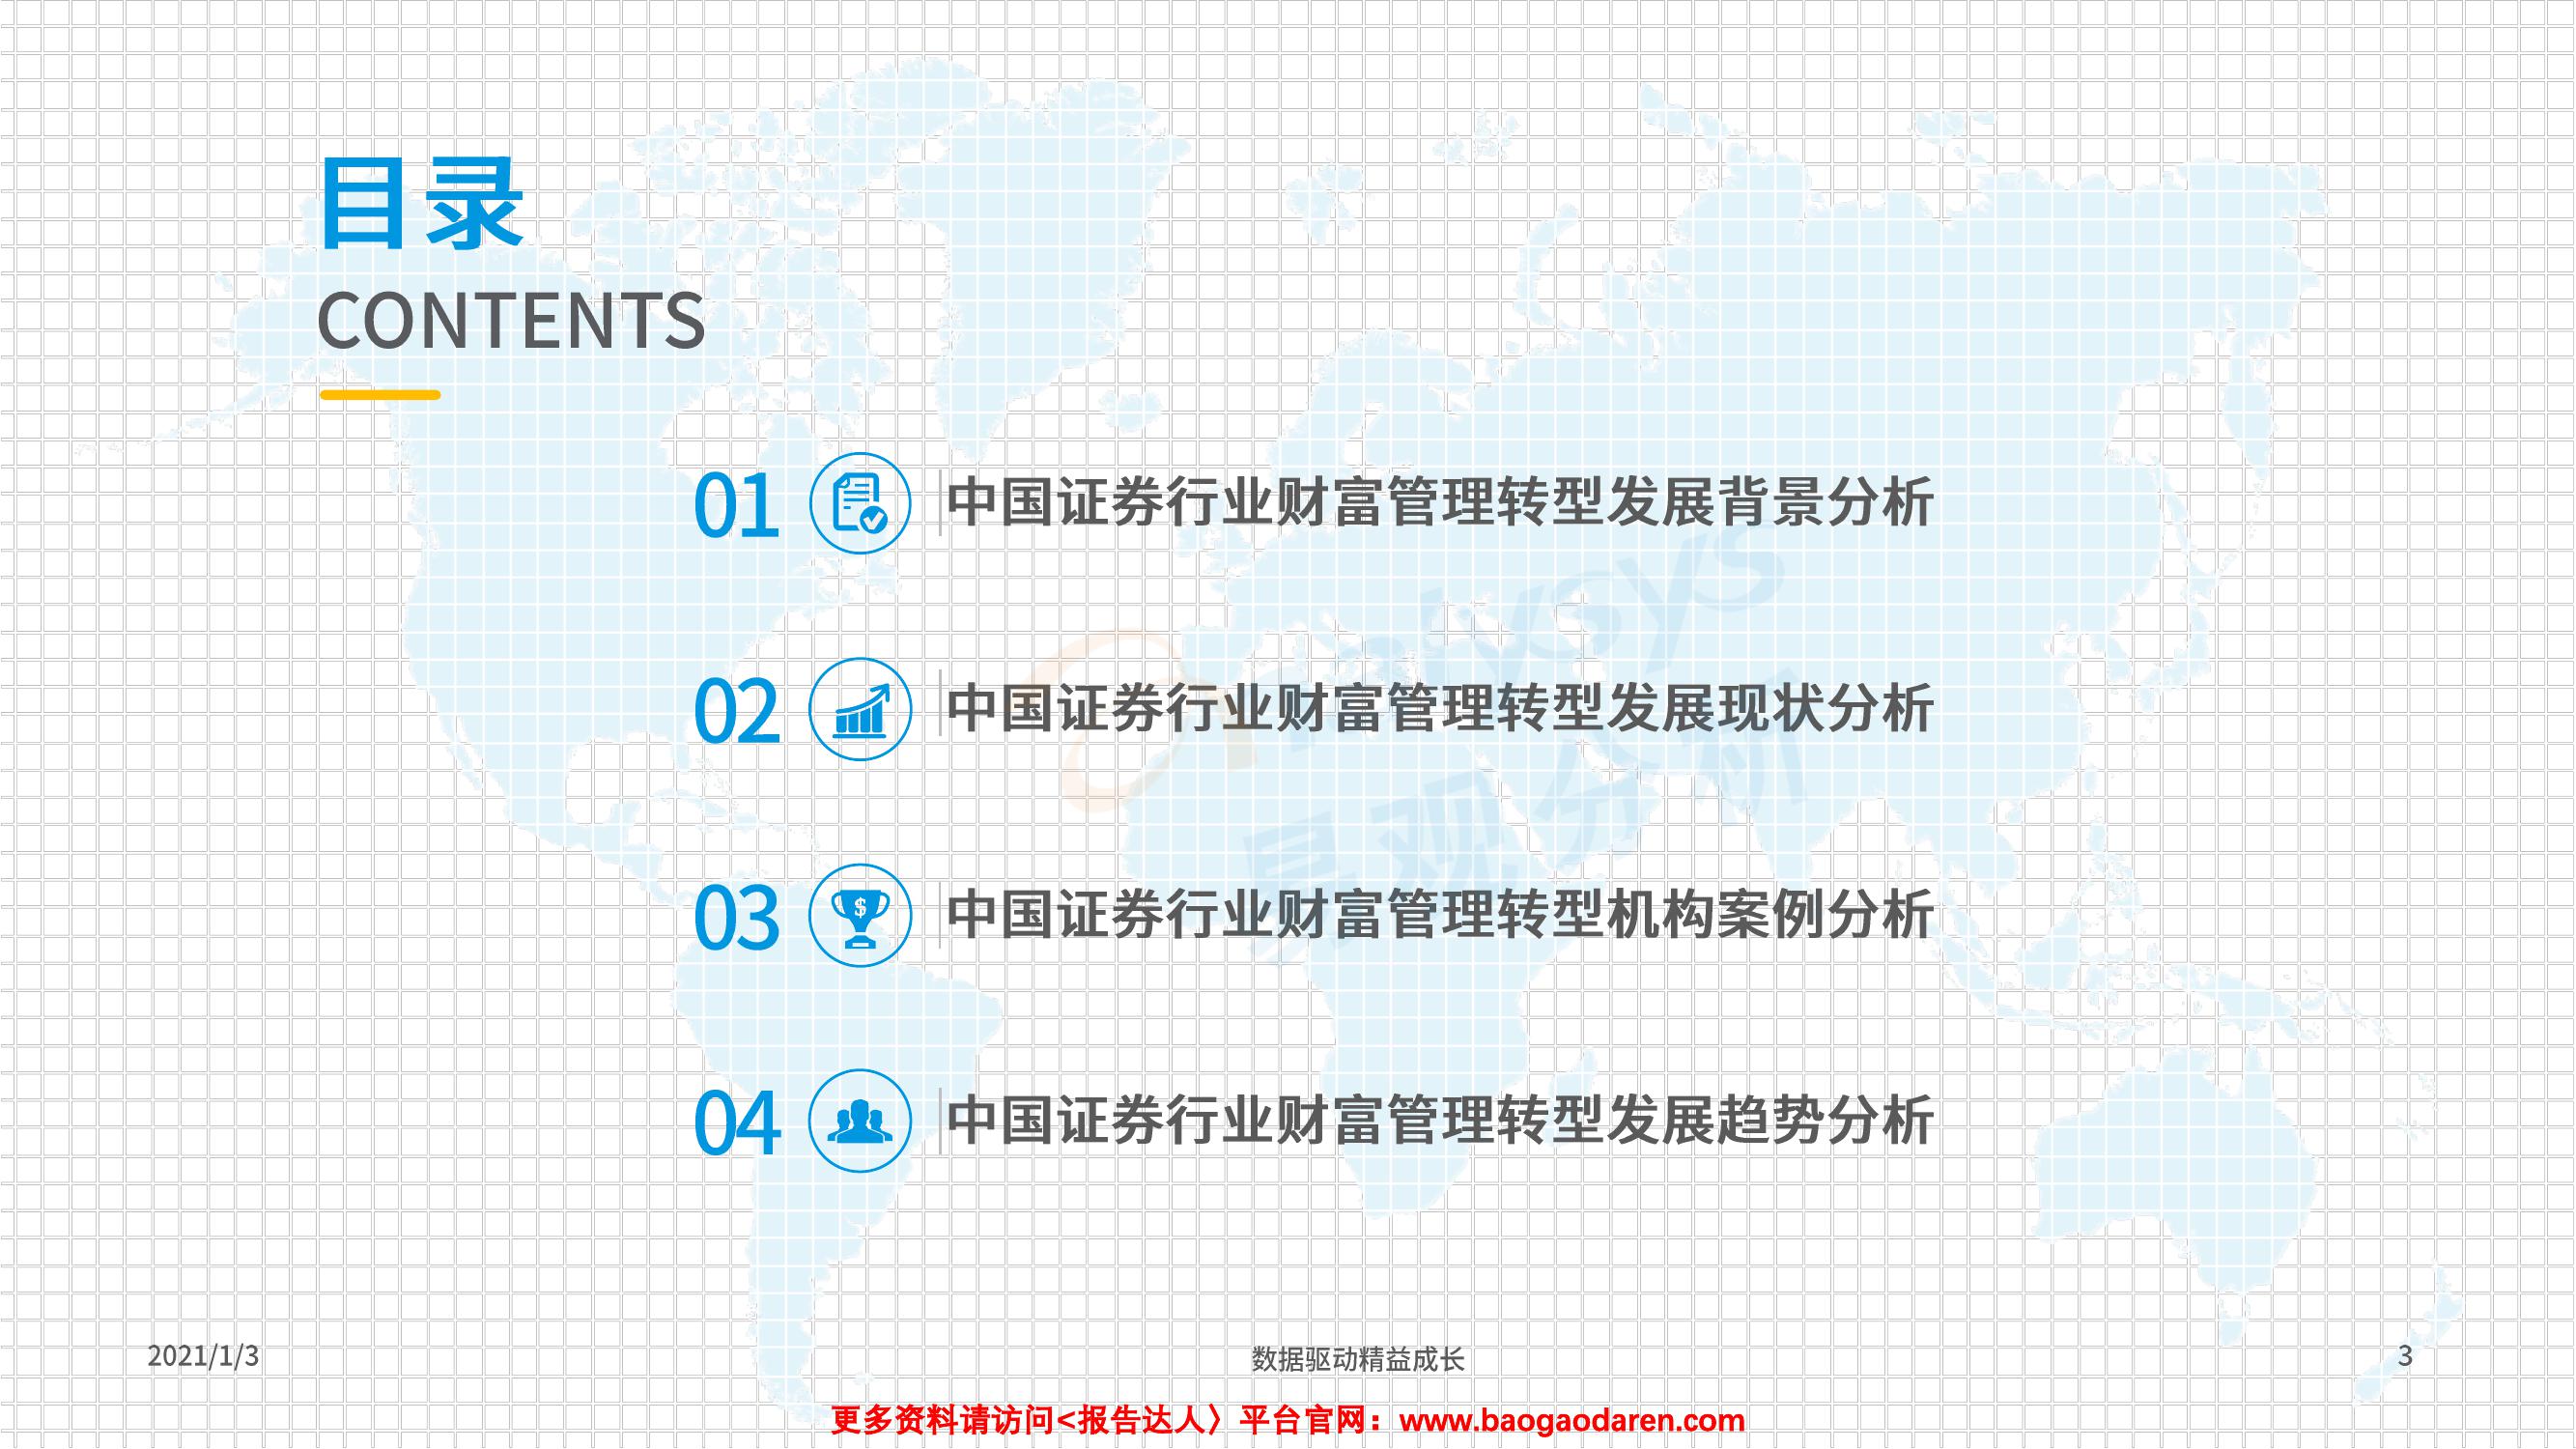 目录
CONTENTS
01 中国证券行业财富管理转型发展背景分析
02 中国证券行业财富管理转型发展现状分析
03 中国证券行业财富管理转型机构案例分析
04 中国证券行业财富管理转型发展趋势分析
analysys
易观分析
2021/1/3
数据驱动精益成长
3
更多资料请访问<报告达人〉平台官网：www.baogaodaren.com